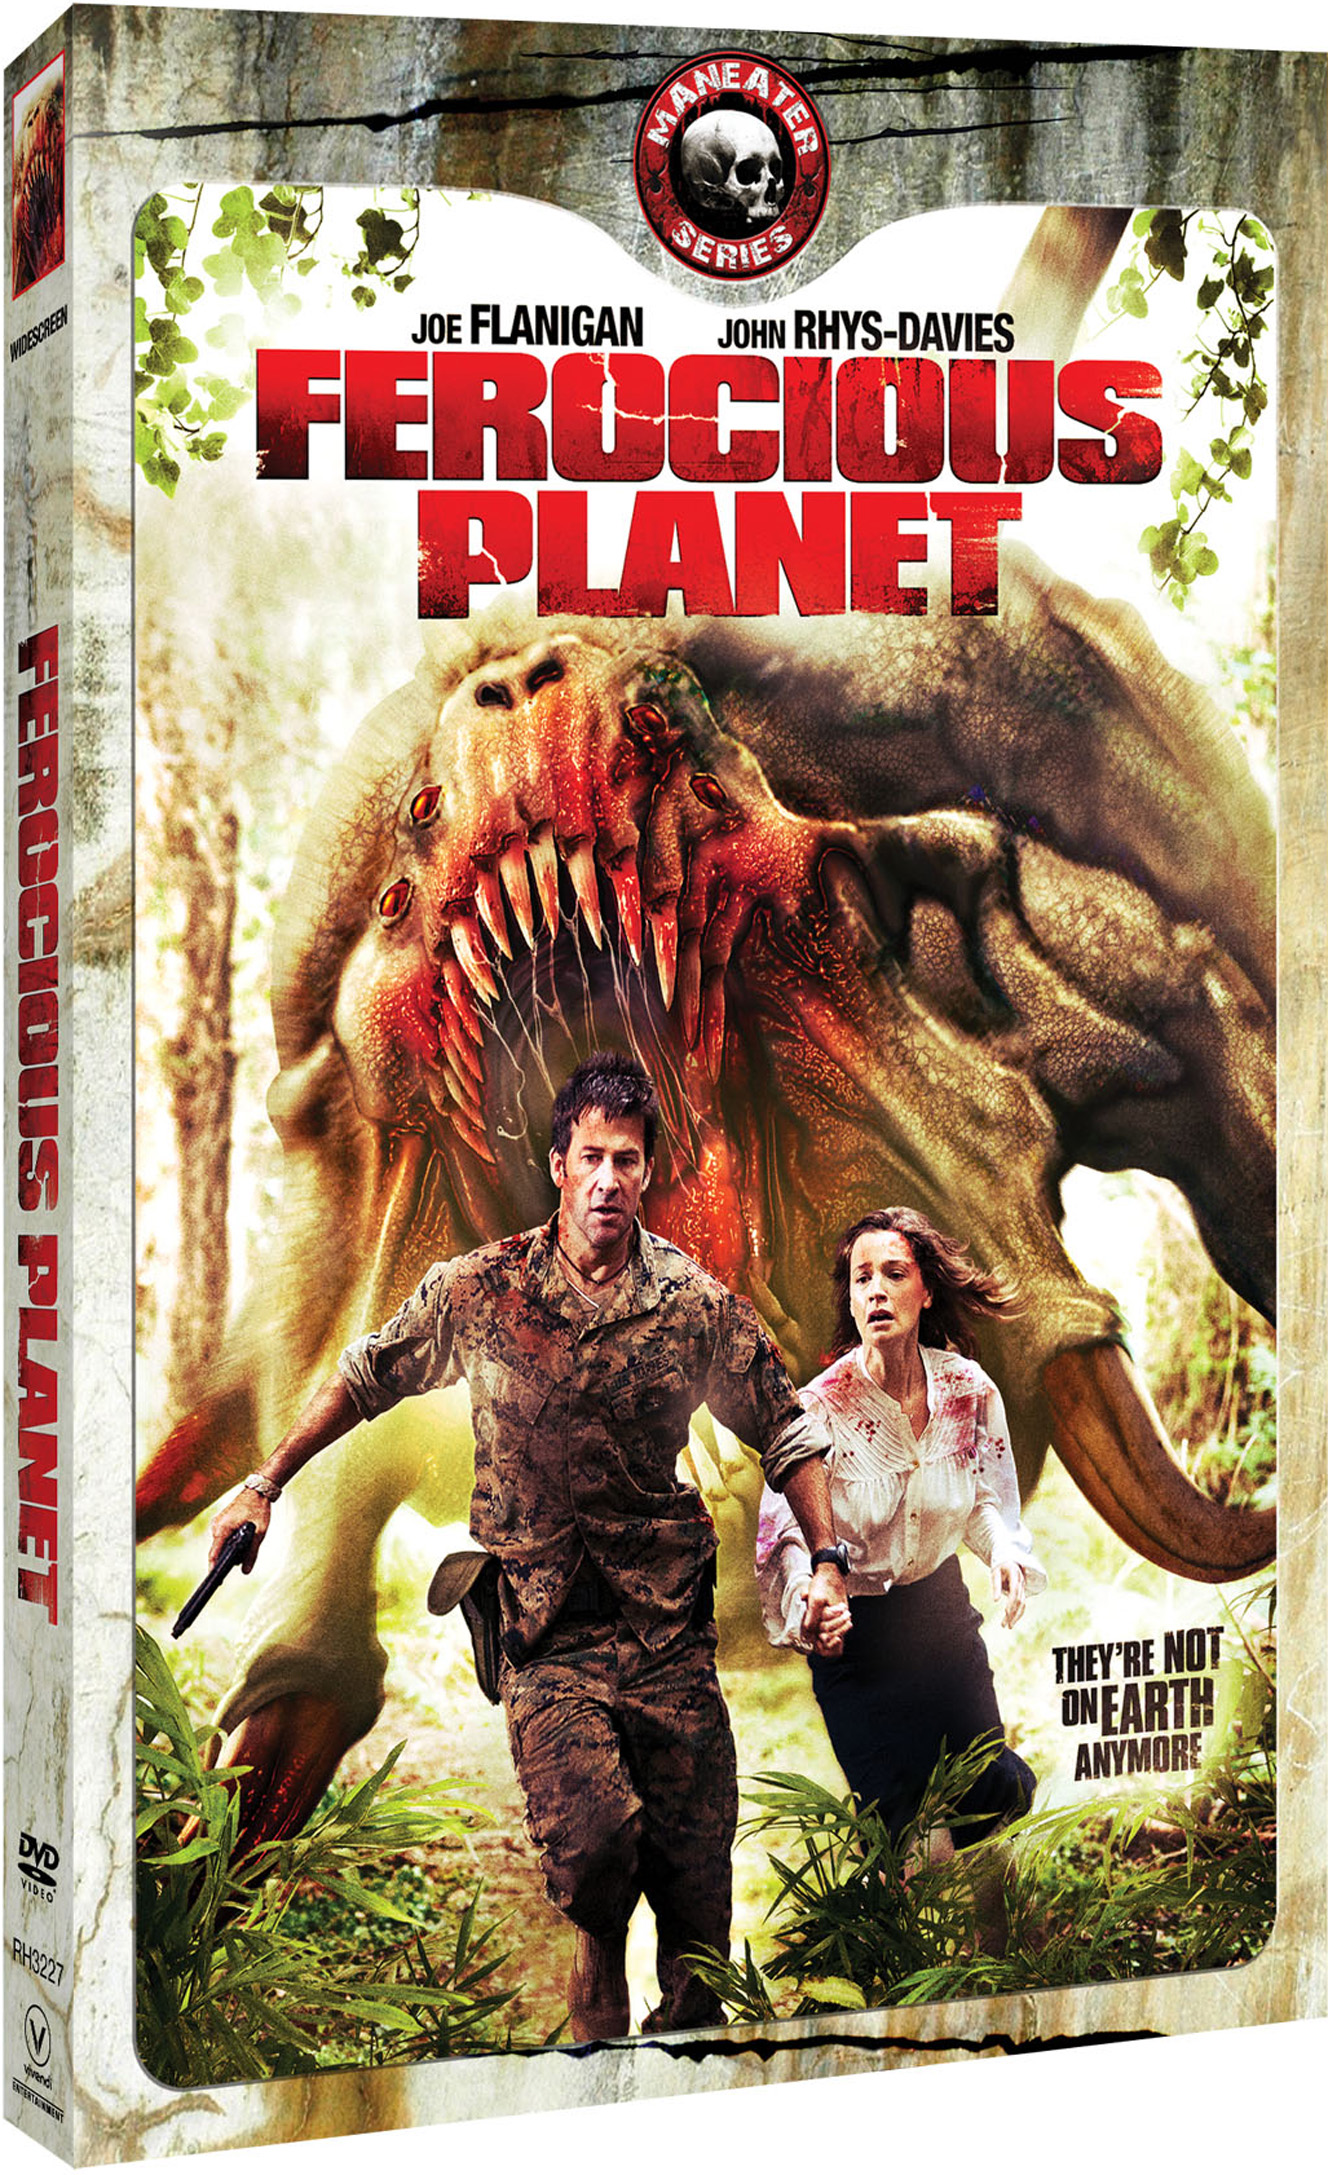 MANEATER
SERIES
JOE FLANIGAN
JOHN RHYS-DAVIES
FEROCIOUS
PLANET
THEY'RE NOT
ON EARTH
ANYMORE
WIDESCREEN
FEROCIOUS PLANET
DVD
VIDEO
RH3227
V
vivendi
ENTERTAINMENT